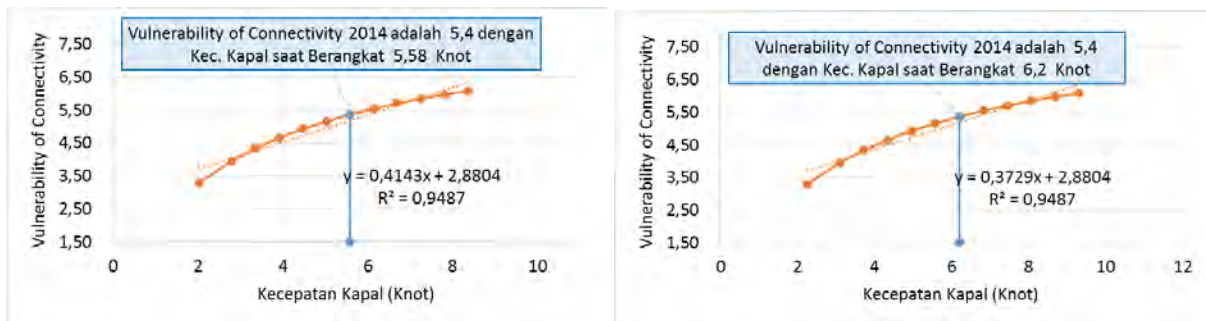 Vulnerability of Connectivity 2014 adalah 5,4 dengan
Kec. Kapal saat Berangkat 5,58 Knot
Vulnerability of Connectivity
7,50
6,50
5,50
4,50
3,50
2,50
1,50
y = 0,4143x + 2,8804
R² = 0,9487
0 2 4 6 8 10
Kecepatan Kapal (Knot)
Vulnerability of Connectivity 2014 adalah 5,4
dengan Kec. Kapal saat Berangkat 6,2 Knot
Vulnerability of Connectivity
7,50
6,50
5,50
4,50
3,50
2,50
1,50
y = 0,3729x + 2,8804
R² = 0,9487
0 2 4 6 8 10 12
Kecepatan Kapal (Knot)